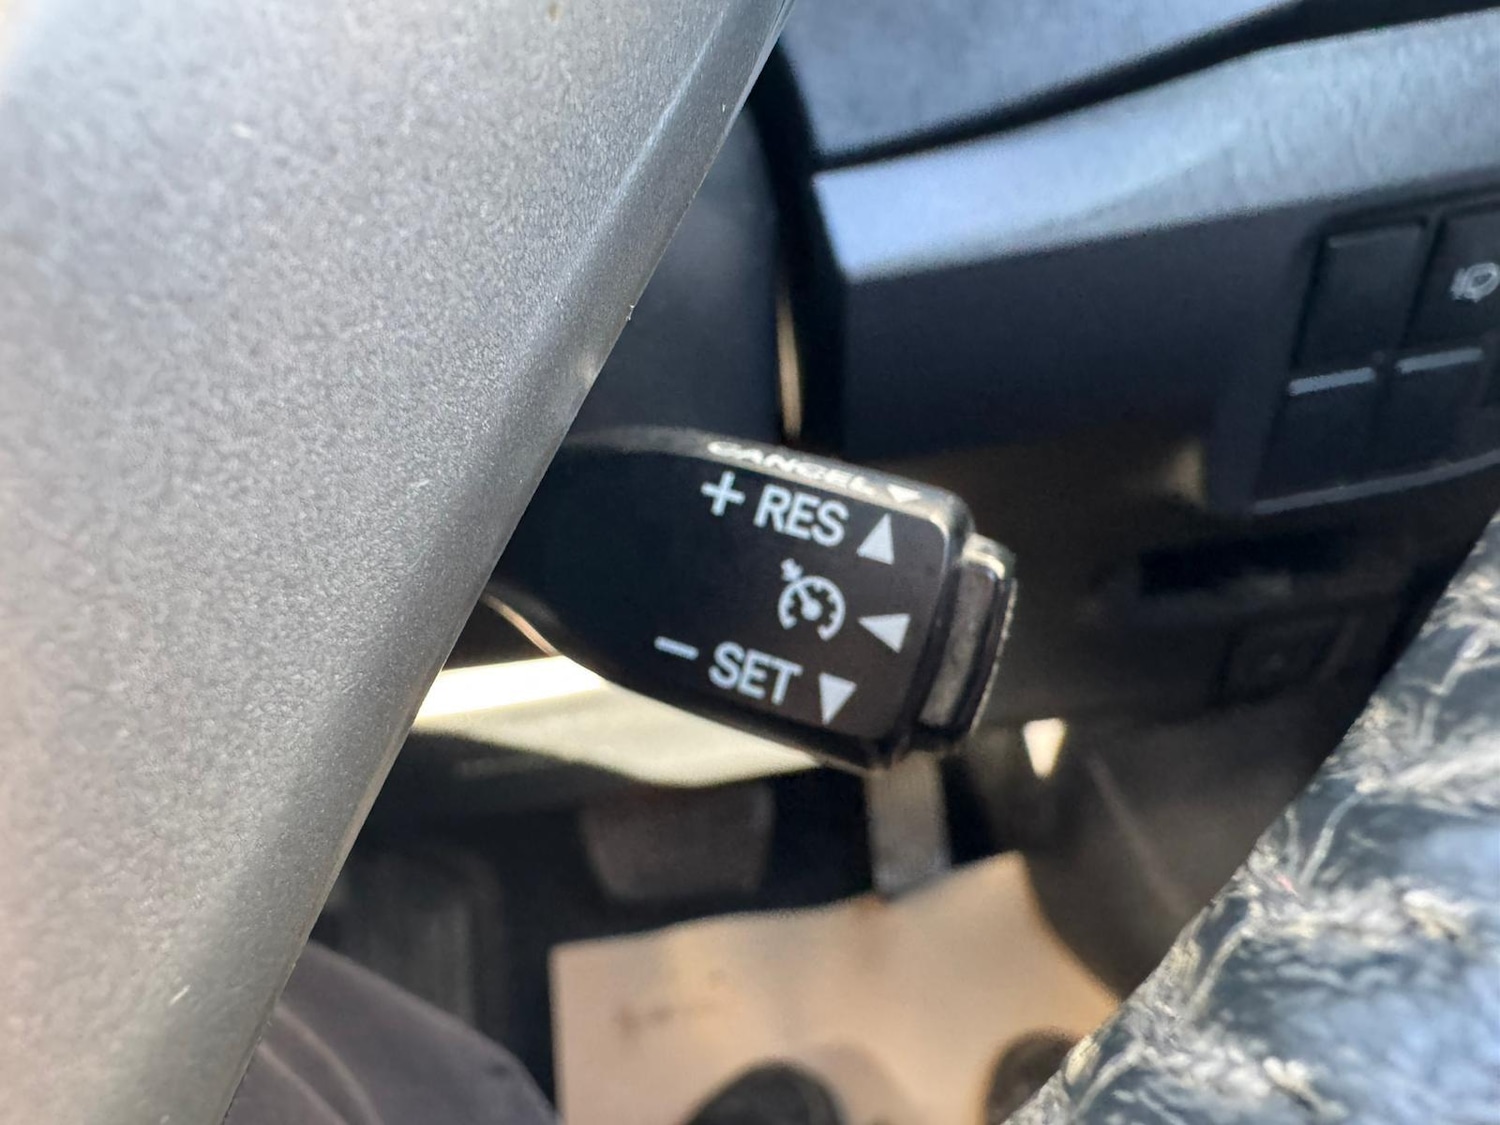 CANCEL
+ RES
- SET